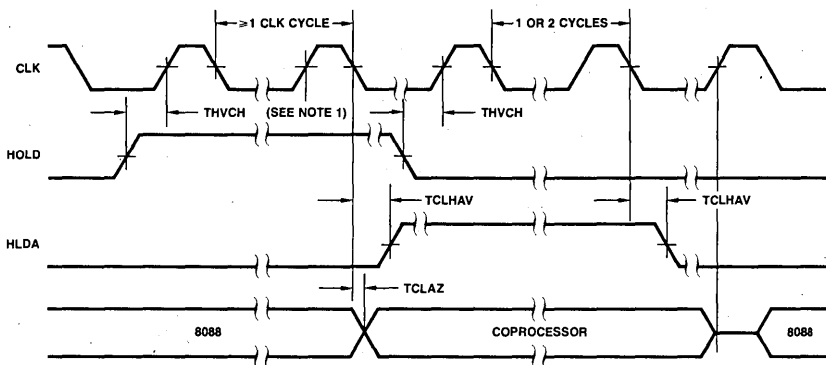 ≥1 CLK CYCLE
1 OR 2 CYCLES
CLK
THVCH
(SEE NOTE 1)
THVCH
HOLD
TCLHAV
TCLHAV
HLDA
TCLAZ
8088
COPROCESSOR
8088